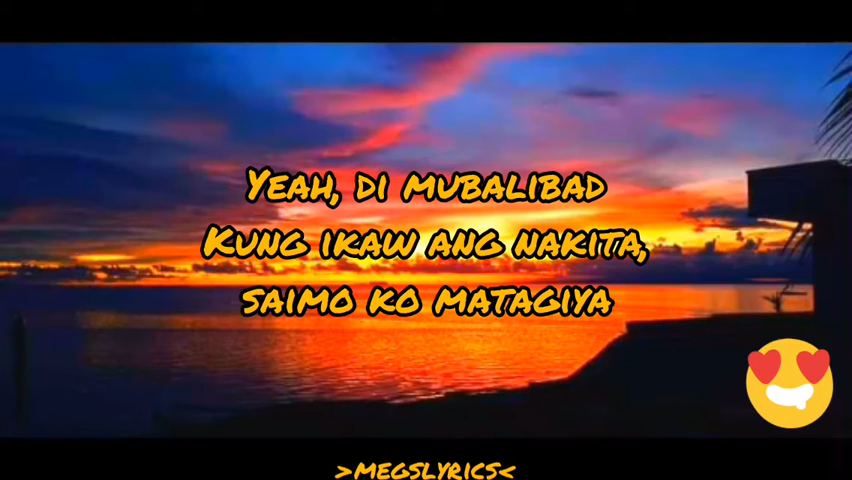 Yeah, di mubalibad
Kung ikaw ang nakita,
saimo ko matagiya
>megslyrics<